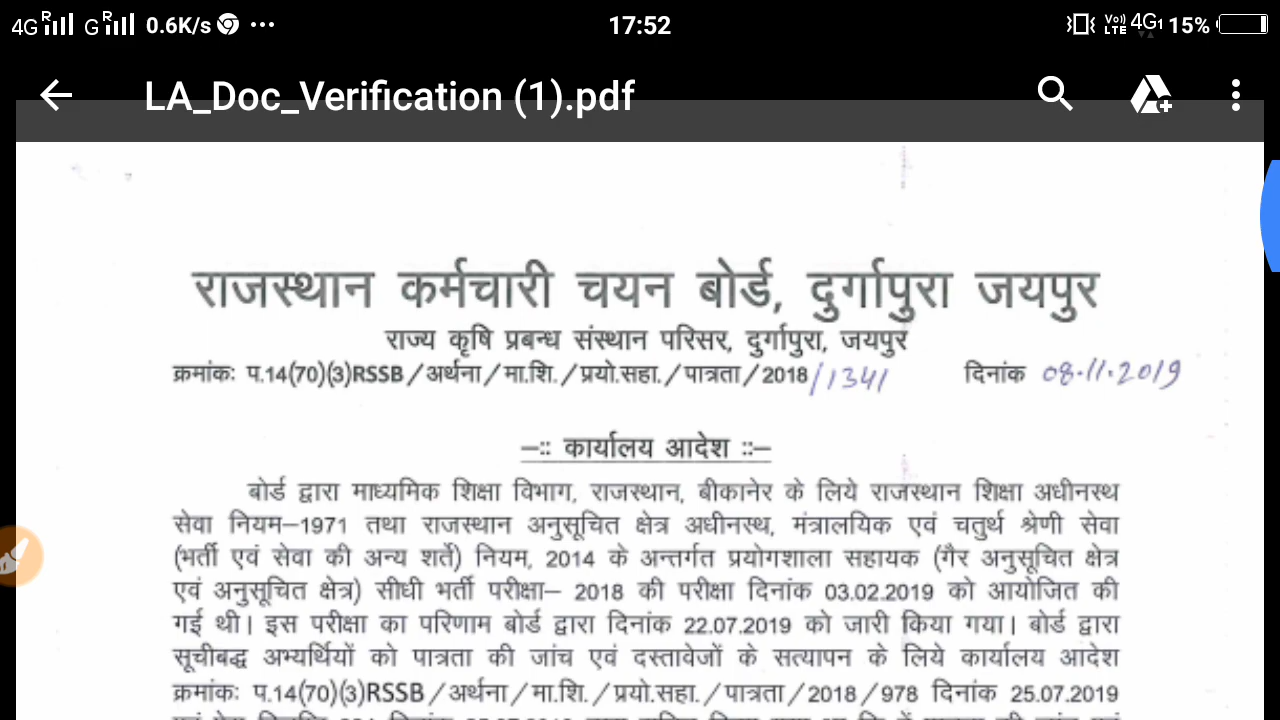 4G R G R 0.6K/s ... 17:52 Vo)) LTE 4G1 15%
LA_Doc_Verification (1).pdf
राजस्थान कर्मचारी चयन बोर्ड, दुर्गापुरा जयपुर
राज्य कृषि प्रबन्ध संस्थान परिसर, दुर्गापुरा, जयपुर
क्रमांकः प.14(70)(3)RSSB/अर्थना/मा.शि./प्रयो.सहा./पात्रता/2018/1341 दिनांक 08.11.2019
—:: कार्यालय आदेश ::—
बोर्ड द्वारा माध्यमिक शिक्षा विभाग, राजस्थान, बीकानेर के लिये राजस्थान शिक्षा अधीनस्थ
सेवा नियम–1971 तथा राजस्थान अनुसूचित क्षेत्र अधीनस्थ, मंत्रालयिक एवं चतुर्थ श्रेणी सेवा
(भर्ती एवं सेवा की अन्य शर्ते) नियम, 2014 के अन्तर्गत प्रयोगशाला सहायक (गैर अनुसूचित क्षेत्र
एवं अनुसूचित क्षेत्र) सीधी भर्ती परीक्षा– 2018 की परीक्षा दिनांक 03.02.2019 को आयोजित की
गई थी। इस परीक्षा का परिणाम बोर्ड द्वारा दिनांक 22.07.2019 को जारी किया गया। बोर्ड द्वारा
सूचीबद्ध अभ्यर्थियों को पात्रता की जांच एवं दस्तावेजों के सत्यापन के लिये कार्यालय आदेश
क्रमांकः प.14(70)(3)RSSB/अर्थना/मा.शि./प्रयो.सहा./पात्रता/2018/978 दिनांक 25.07.2019